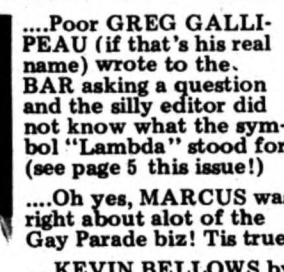 ....Poor GREG GALLI-
PEAU (if that's his real
name) wrote to the
BAR asking a question
and the silly editor did
not know what the sym-
bol "Lambda" stood for
(see page 5 this issue!)
....Oh yes, MARCUS was
right about alot of the
Gay Parade biz! Tis true
KEVIN BELLOWS by